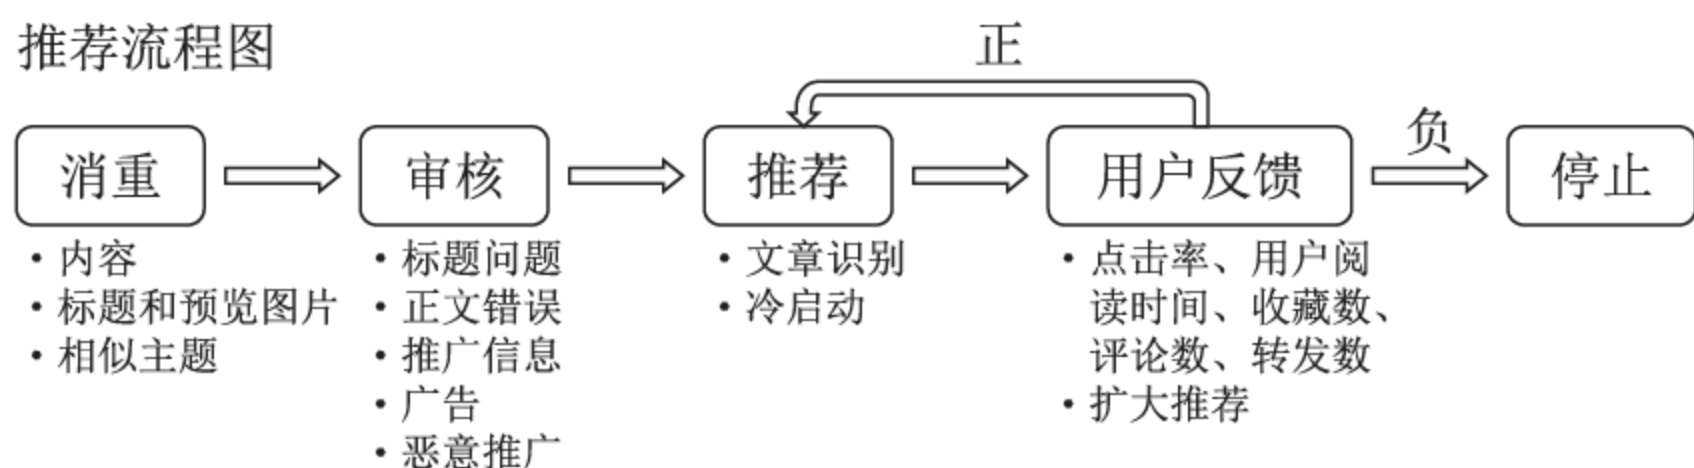 推荐流程图
正
负
消重
审核
推荐
用户反馈
停止
·内容
·标题和预览图片
·相似主题
·标题问题
·正文错误
·推广信息
·广告
·恶意推广
·文章识别
·冷启动
·点击率、用户阅
读时间、收藏数、
评论数、转发数
·扩大推荐